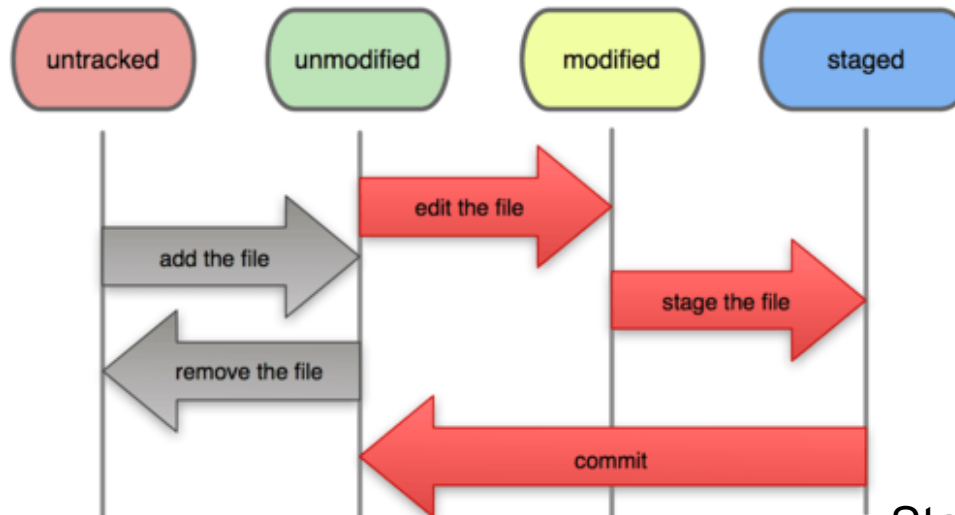 untracked
unmodified
modified
staged
edit the file
add the file
stage the file
remove the file
commit